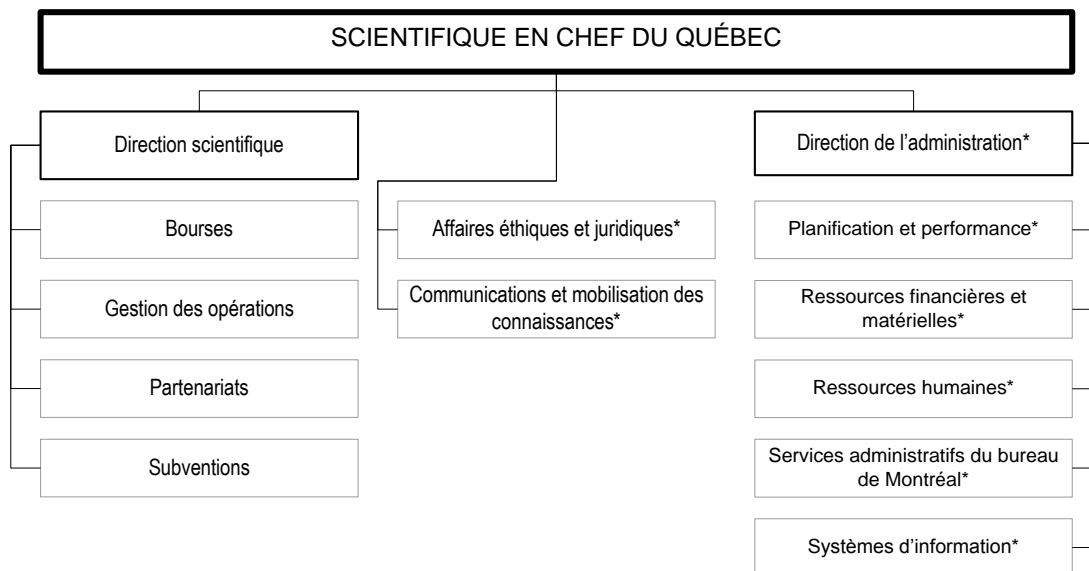 SCIENTIFIQUE EN CHEF DU QUÉBEC
Direction scientifique
Bourses
Gestion des opérations
Partenariats
Subventions
Affaires éthiques et juridiques*
Communications et mobilisation des
connaissances*
Direction de l’administration*
Planification et performance*
Ressources financières et
matérielles*
Ressources humaines*
Services administratifs du bureau
de Montréal*
Systèmes d’information*